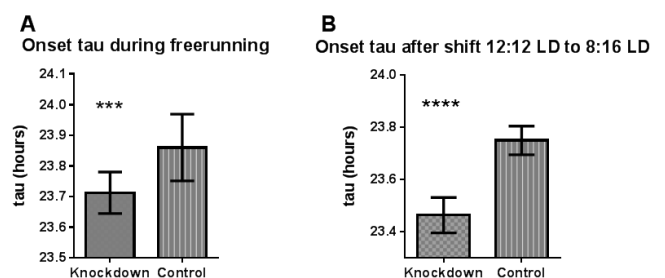 A
Onset tau during freerunning
tau (hours)
24.1
24.0
23.9
23.8
23.7
23.6
23.5
***
Knockdown Control
B
Onset tau after shift 12:12 LD to 8:16 LD
tau (hours)
24.0
23.8
23.6
23.4
****
Knockdown Control